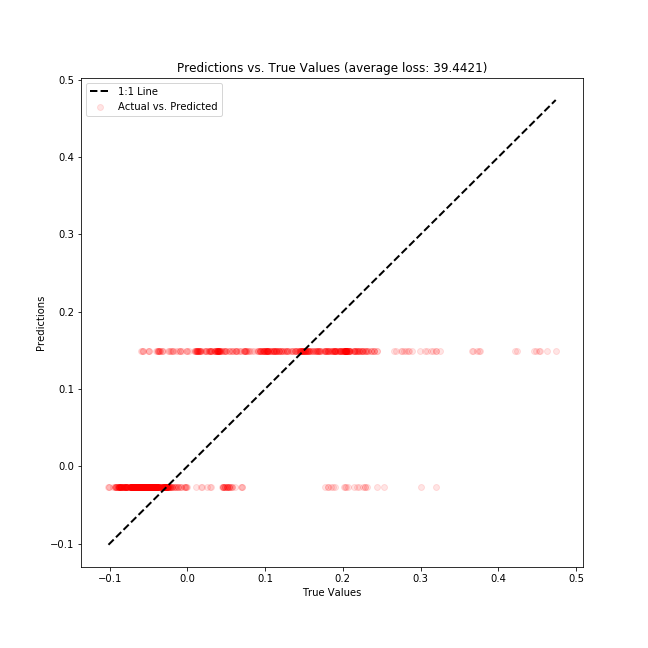 Predictions vs. True Values (average loss: 39.4421)
1:1 Line
Actual vs. Predicted
0.5
0.4
0.3
0.2
0.1
0.0
−0.1
Predictions
−0.1 0.0 0.1 0.2 0.3 0.4 0.5
True Values